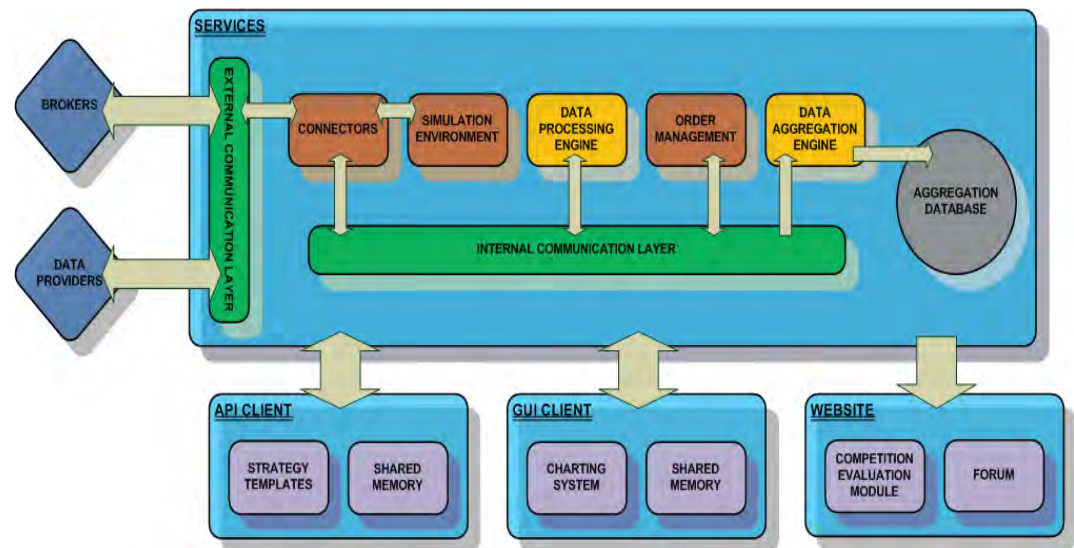 SERVICES
BROKERS
DATA
PROVIDERS
EXTERNAL COMMUNICATION LAYER
CONNECTORS
SIMULATION
ENVIRONMENT
DATA
PROCESSING
ENGINE
ORDER
MANAGEMENT
DATA
AGGREGATION
ENGINE
AGGREGATION
DATABASE
INTERNAL COMMUNICATION LAYER
API CLIENT
STRATEGY
TEMPLATES
SHARED
MEMORY
GUI CLIENT
CHARTING
SYSTEM
SHARED
MEMORY
WEBSITE
COMPETITION
EVALUATION
MODULE
FORUM